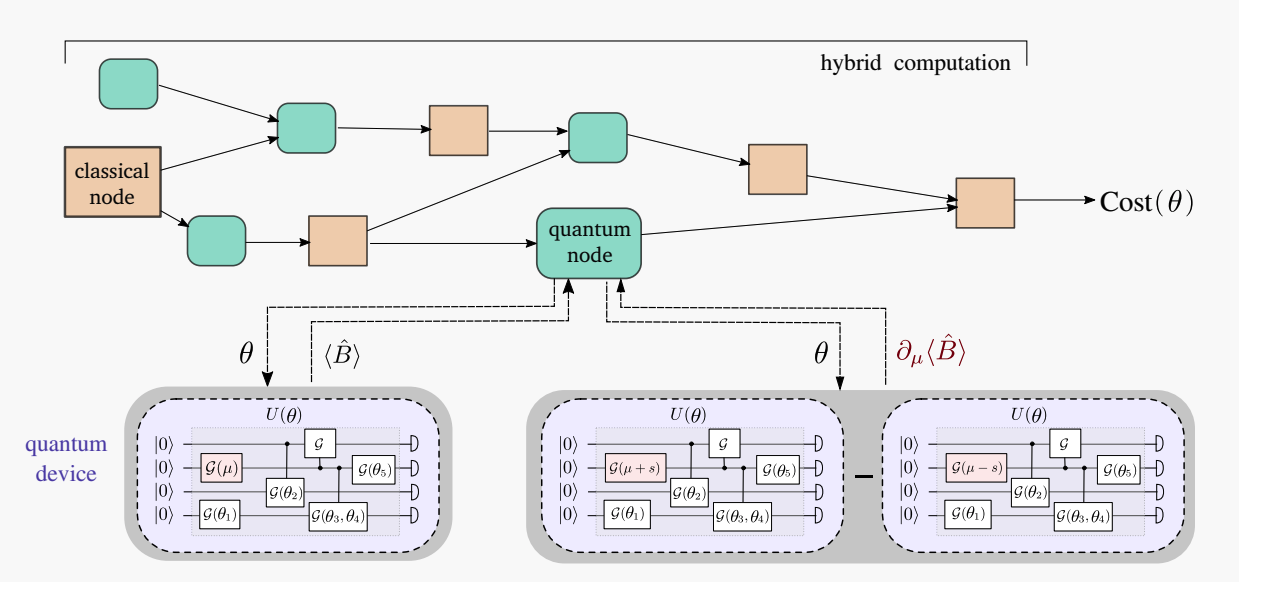 hybrid computation
classical
node
Cost(θ)
quantum
node
θ
⟨B̂⟩
θ
∂μ⟨B̂⟩
quantum
device
U(θ)
|0⟩
|0⟩
|0⟩
|0⟩
𝒢(μ)
𝒢(θ₁)
𝒢(θ₂)
𝒢
𝒢(θ₃, θ₄)
𝒢(θ₅)
U(θ)
|0⟩
|0⟩
|0⟩
|0⟩
𝒢(μ + s)
𝒢(θ₁)
𝒢(θ₂)
𝒢
𝒢(θ₃, θ₄)
𝒢(θ₅)
−
U(θ)
|0⟩
|0⟩
|0⟩
|0⟩
𝒢(μ − s)
𝒢(θ₁)
𝒢(θ₂)
𝒢
𝒢(θ₃, θ₄)
𝒢(θ₅)